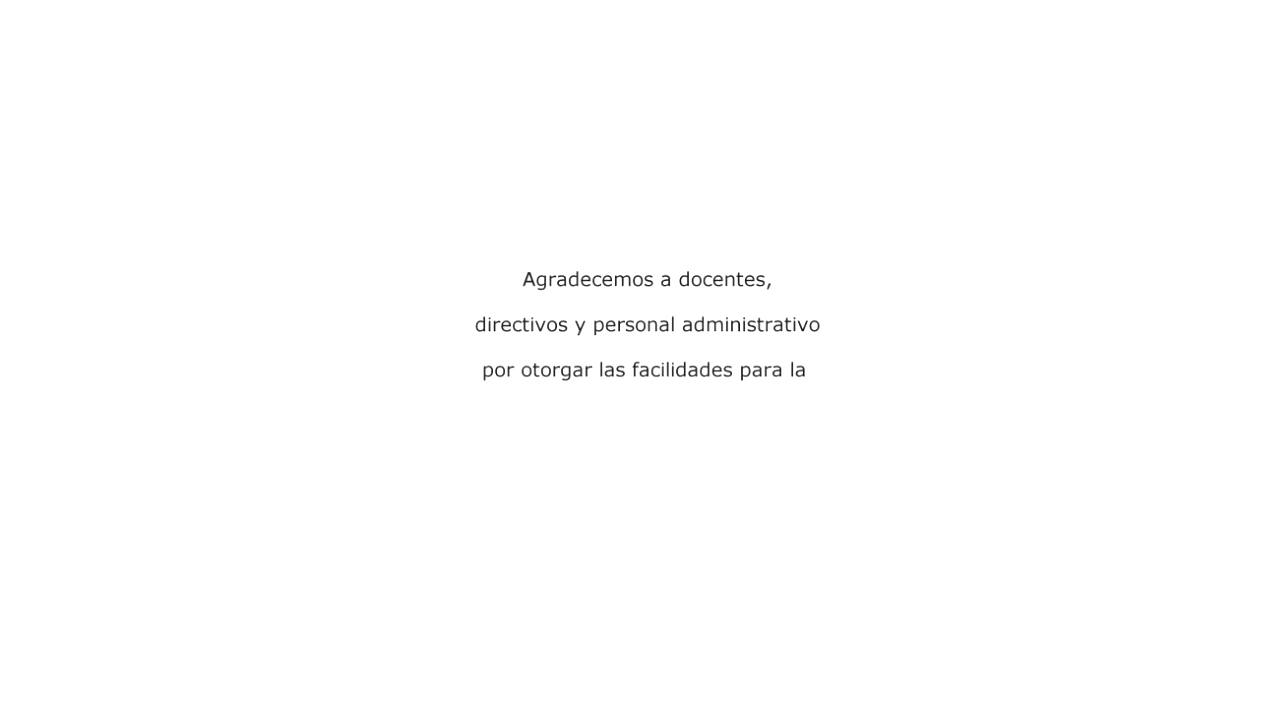 Agradecemos a docentes,
directivos y personal administrativo
por otorgar las facilidades para la